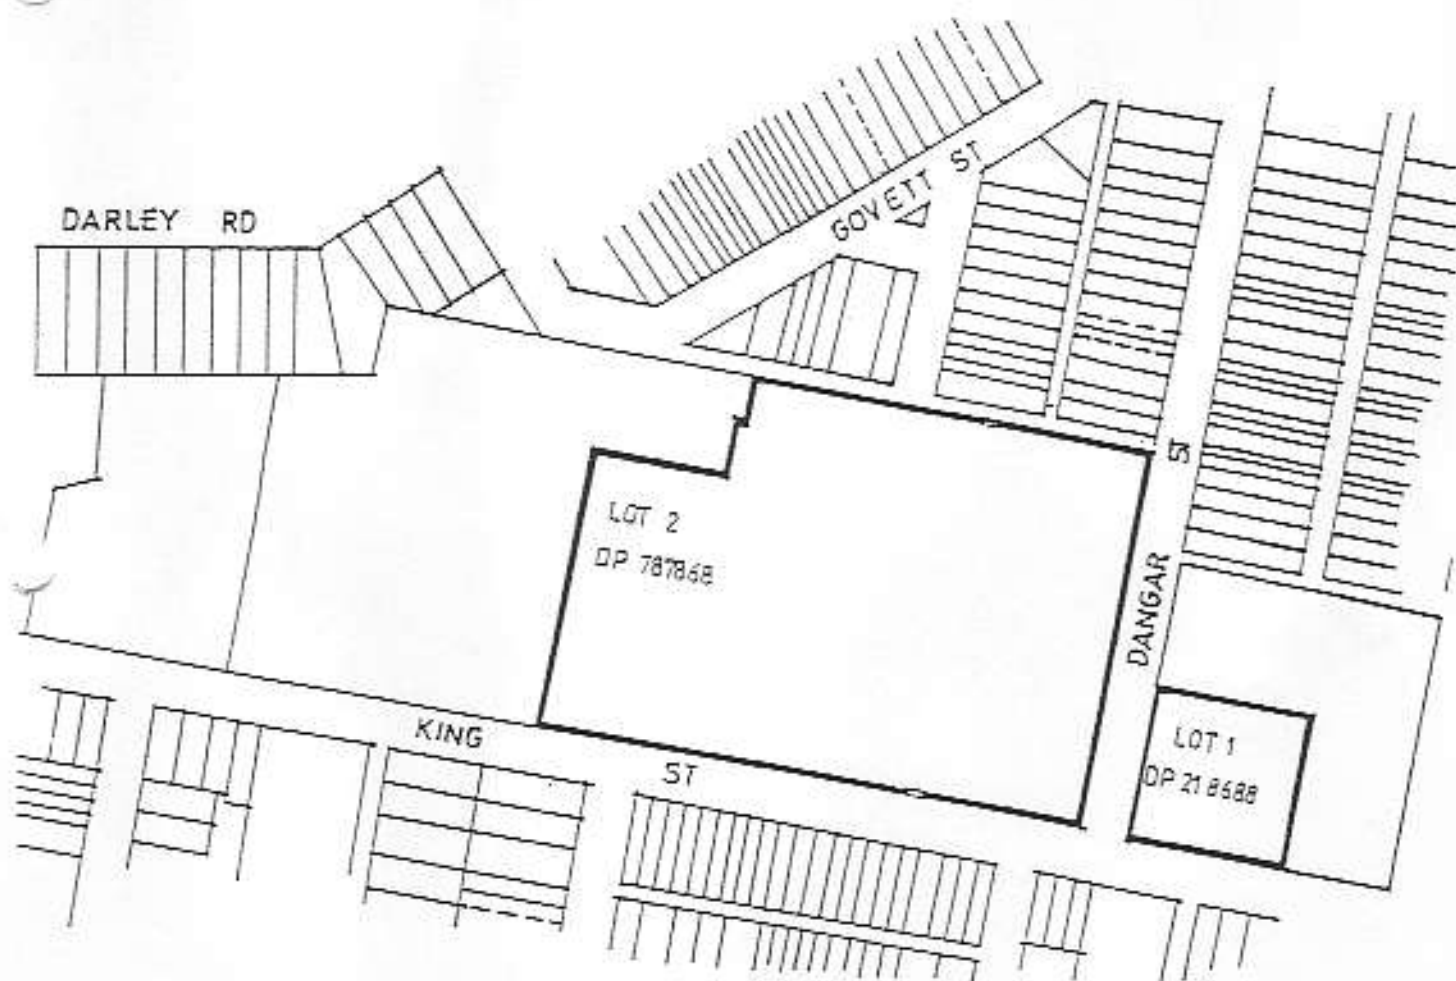 DARLEY RD
GOVETT ST
LOT 2
DP 787868
DANGAR ST
LOT 1
DP 218688
KING ST